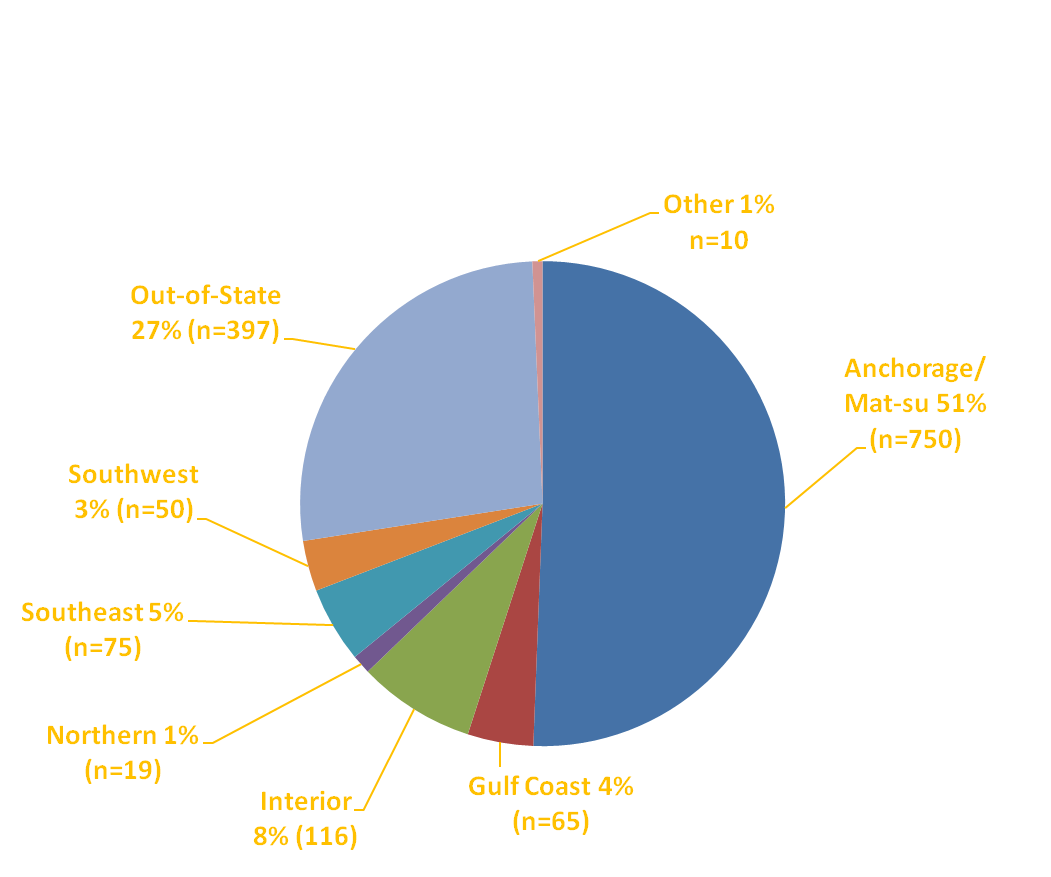 Other 1%
n=10
Out-of-State
27% (n=397)
Anchorage/
Mat-su 51%
(n=750)
Southwest
3% (n=50)
Southeast 5%
(n=75)
Northern 1%
(n=19)
Interior
8% (116)
Gulf Coast 4%
(n=65)